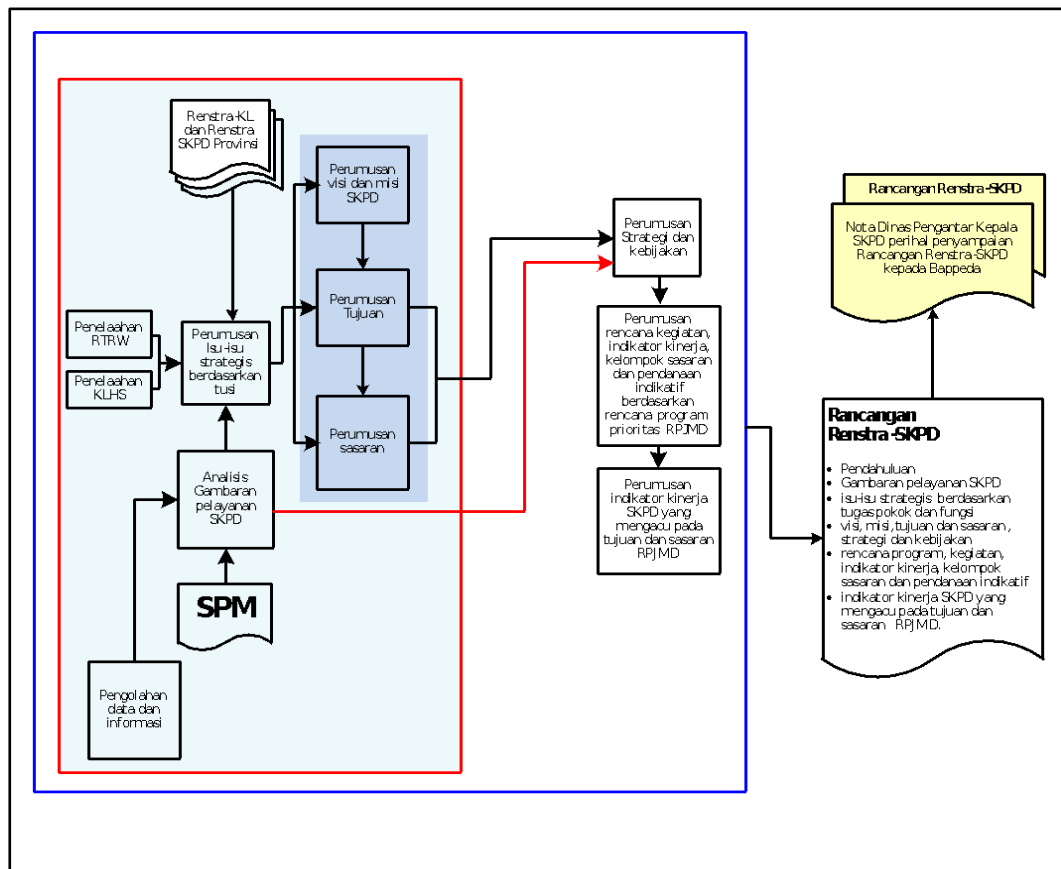 Renstra-KL
dan Renstra
SKPD Provinsi
Perumusan
visi dan misi
SKPD
Perumusan
Tujuan
Perumusan
sasaran
Penelaahan
RTRW
Penelaahan
KLHS
Perumusan
Isu-isu
strategis
berdasarkan
tusi
Analisis
Gambaran
pelayanan
SKPD
SPM
Pengolahan
data dan
informasi
Perumusan
Strategi dan
kebijakan
Perumusan
rencana kegiatan,
indikator kinerja,
kelompok sasaran
dan pendanaan
indikatif
berdasarkan
rencana program
prioritas RPJMD
Perumusan
indikator kinerja
SKPD yang
mengacu pada
tujuan dan sasaran
RPJMD
Rancangan Renstra-SKPD
Nota Dinas Pengantar Kepala
SKPD perihal penyampaian
Rancangan Renstra-SKPD
kepada Bappeda
Rancangan
Renstra-SKPD
• Pendahuluan
• Gambaran pelayanan SKPD
• isu-isu strategis berdasarkan
tugas pokok dan fungsi
• visi, misi, tujuan dan sasaran,
strategi dan kebijakan
• rencana program, kegiatan,
indikator kinerja, kelompok
sasaran dan pendanaan indikatif
• indikator kinerja SKPD yang
mengacu pada tujuan dan
sasaran RPJMD.